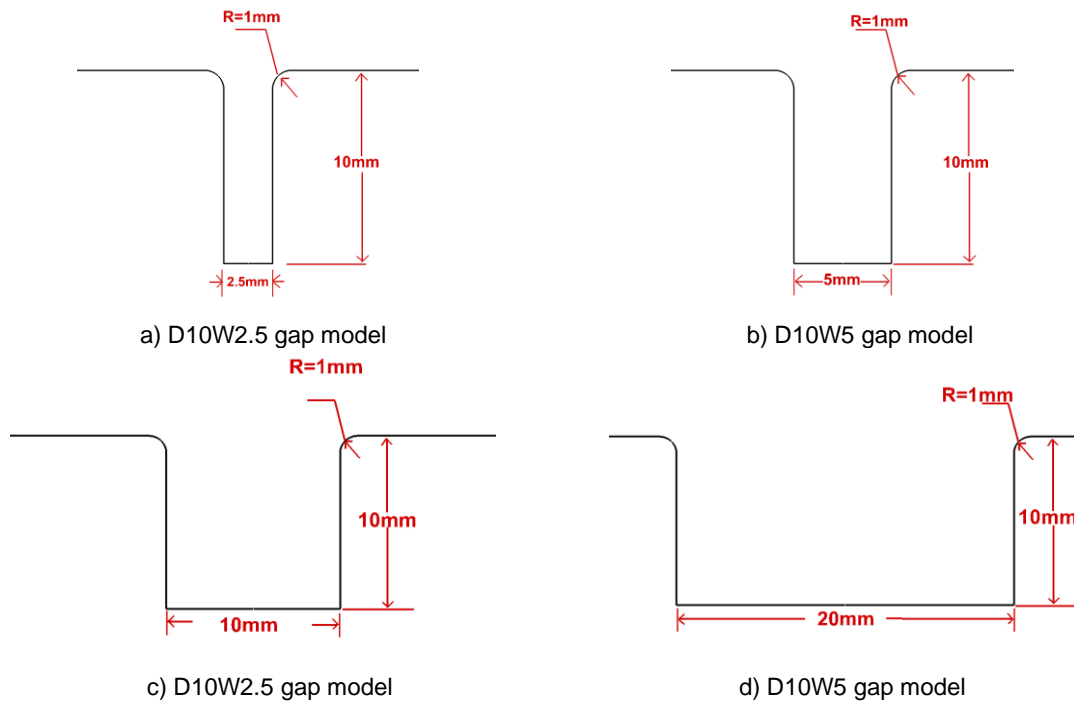 R=1mm
R=1mm
10mm
10mm
2.5mm
5mm
a) D10W2.5 gap model
b) D10W5 gap model
R=1mm
R=1mm
10mm
10mm
10mm
20mm
c) D10W2.5 gap model
d) D10W5 gap model